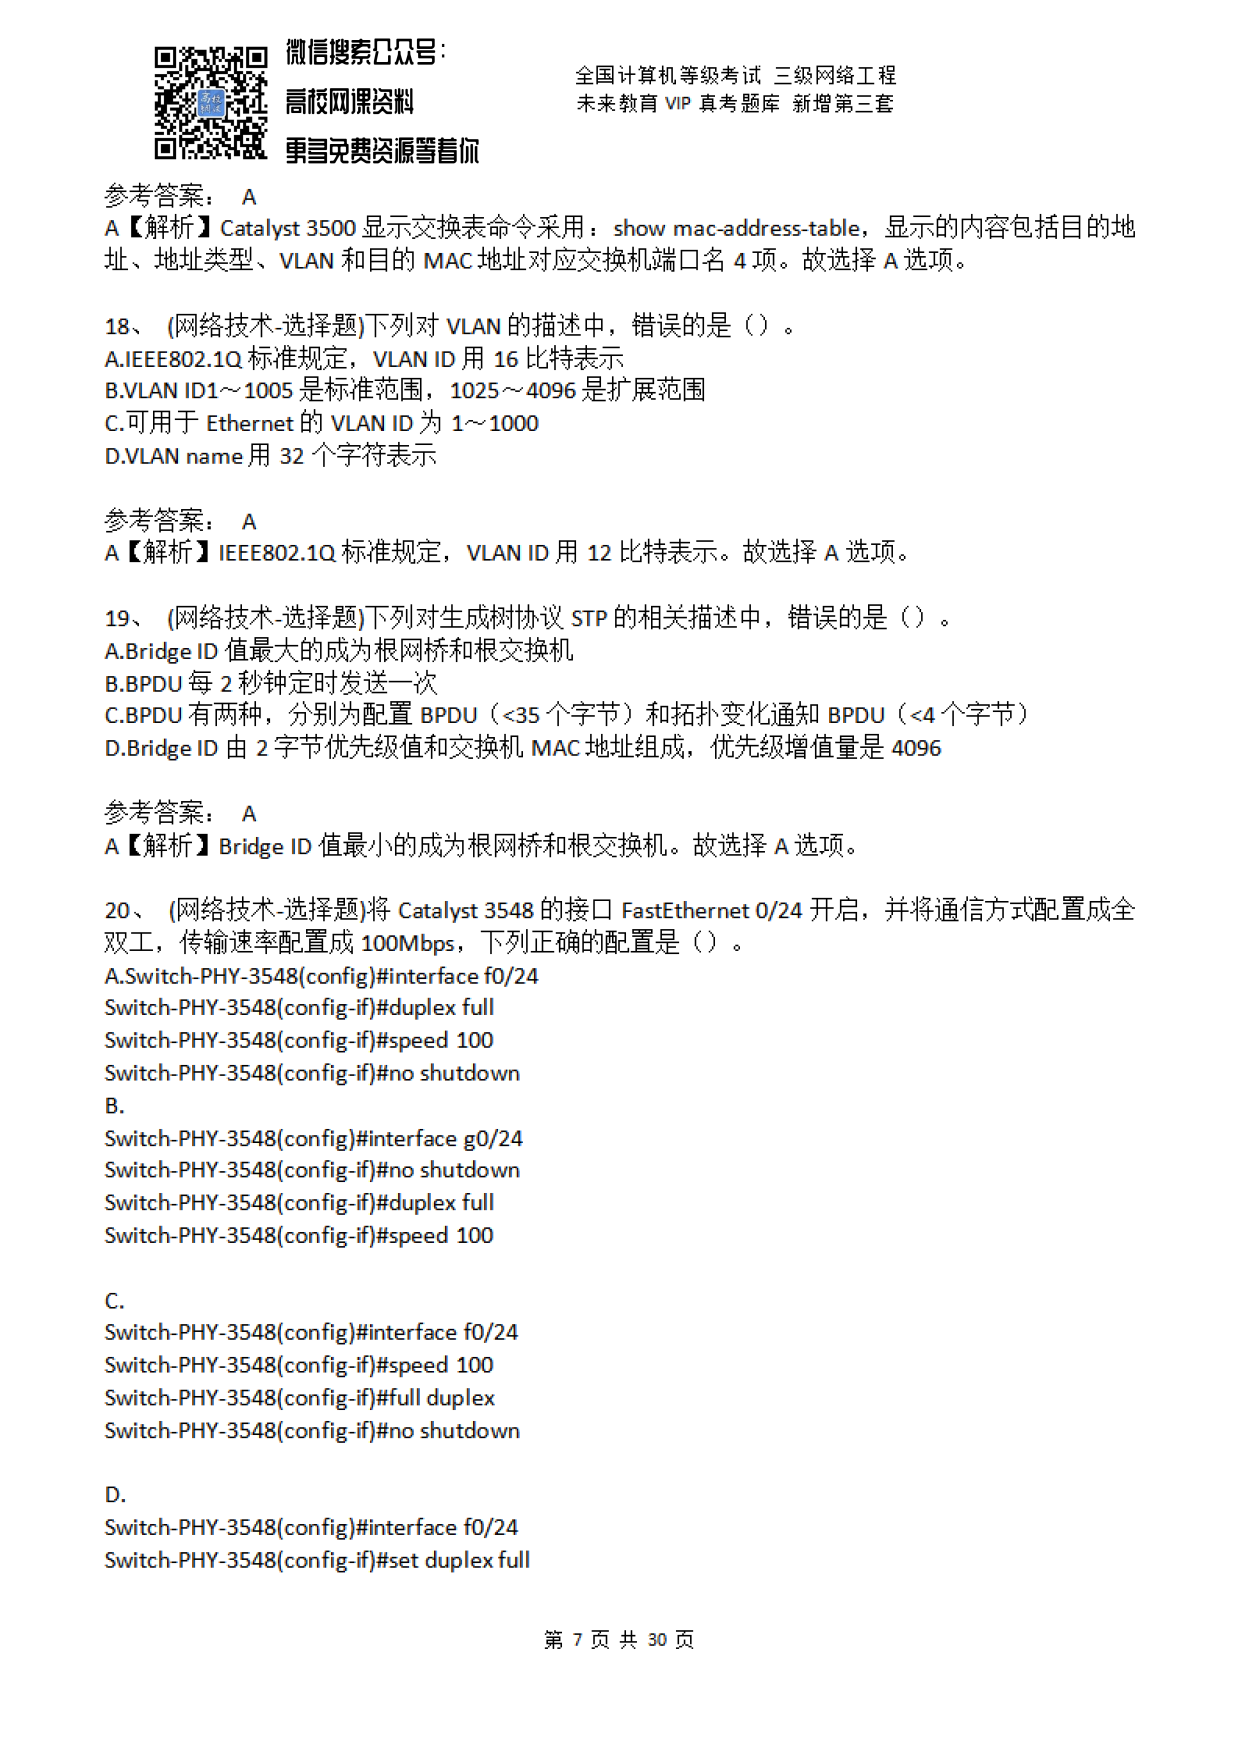 微信搜索公众号：
高校网课资料
更多免费资源等着你
全国计算机等级考试 三级网络工程
未来教育 VIP 真考题库 新增第三套
高校
网课
参考答案： A
A【解析】Catalyst 3500 显示交换表命令采用：show mac-address-table，显示的内容包括目的地
址、地址类型、VLAN 和目的 MAC 地址对应交换机端口名 4 项。故选择 A 选项。
18、 (网络技术-选择题)下列对 VLAN 的描述中，错误的是（）。
A.IEEE802.1Q 标准规定，VLAN ID 用 16 比特表示
B.VLAN ID1～1005 是标准范围，1025～4096 是扩展范围
C.可用于 Ethernet 的 VLAN ID 为 1～1000
D.VLAN name 用 32 个字符表示
参考答案： A
A【解析】IEEE802.1Q 标准规定，VLAN ID 用 12 比特表示。故选择 A 选项。
19、 (网络技术-选择题)下列对生成树协议 STP 的相关描述中，错误的是（）。
A.Bridge ID 值最大的成为根网桥和根交换机
B.BPDU 每 2 秒钟定时发送一次
C.BPDU 有两种，分别为配置 BPDU（<35 个字节）和拓扑变化通知 BPDU（<4 个字节）
D.Bridge ID 由 2 字节优先级值和交换机 MAC 地址组成，优先级增值量是 4096
参考答案： A
A【解析】Bridge ID 值最小的成为根网桥和根交换机。故选择 A 选项。
20、 (网络技术-选择题)将 Catalyst 3548 的接口 FastEthernet 0/24 开启，并将通信方式配置成全
双工，传输速率配置成 100Mbps，下列正确的配置是（）。
A.Switch-PHY-3548(config)#interface f0/24
Switch-PHY-3548(config-if)#duplex full
Switch-PHY-3548(config-if)#speed 100
Switch-PHY-3548(config-if)#no shutdown
B.
Switch-PHY-3548(config)#interface g0/24
Switch-PHY-3548(config-if)#no shutdown
Switch-PHY-3548(config-if)#duplex full
Switch-PHY-3548(config-if)#speed 100
C.
Switch-PHY-3548(config)#interface f0/24
Switch-PHY-3548(config-if)#speed 100
Switch-PHY-3548(config-if)#full duplex
Switch-PHY-3548(config-if)#no shutdown
D.
Switch-PHY-3548(config)#interface f0/24
Switch-PHY-3548(config-if)#set duplex full
第 7 页 共 30 页